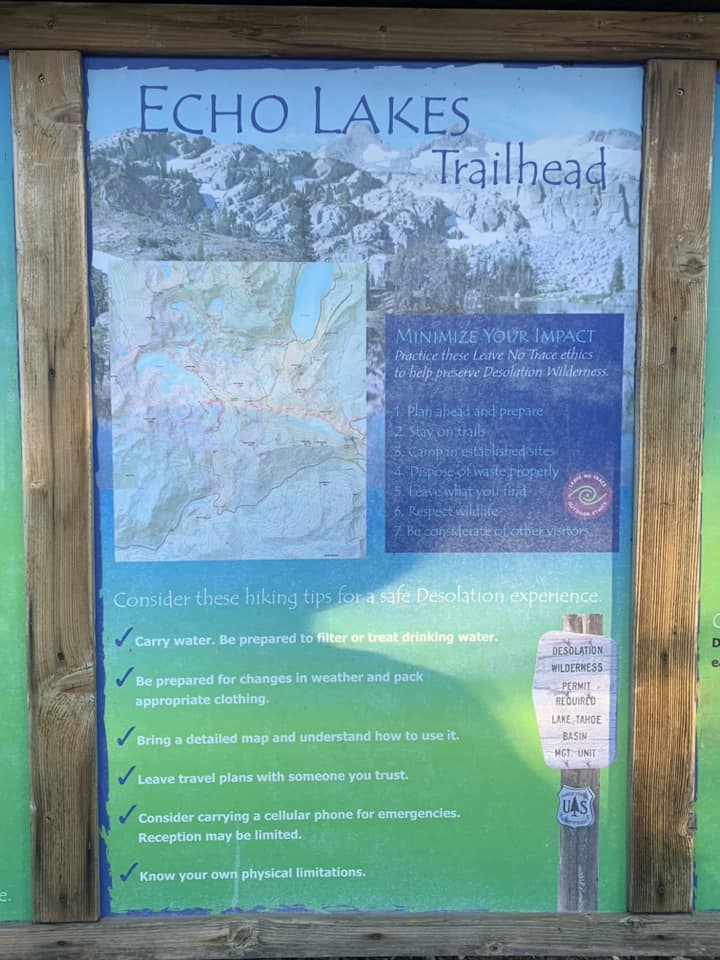 ECHO LAKES
Trailhead
MINIMIZE YOUR IMPACT
Practice these Leave No Trace ethics
to help preserve Desolation Wilderness.
1. Plan ahead and prepare
2. Stay on trails
3. Camp in established sites
4. Dispose of waste properly
5. Leave what you find
6. Respect wildlife
7. Be considerate of other visitors
LEAVE NO TRACE
OUTDOOR ETHICS
Consider these hiking tips for a safe Desolation experience.
Carry water. Be prepared to filter or treat drinking water.
Be prepared for changes in weather and pack
appropriate clothing.
Bring a detailed map and understand how to use it.
Leave travel plans with someone you trust.
Consider carrying a cellular phone for emergencies.
Reception may be limited.
Know your own physical limitations.
DESOLATION
WILDERNESS
PERMIT
REQUIRED
LAKE TAHOE
BASIN
MGT. UNIT
US